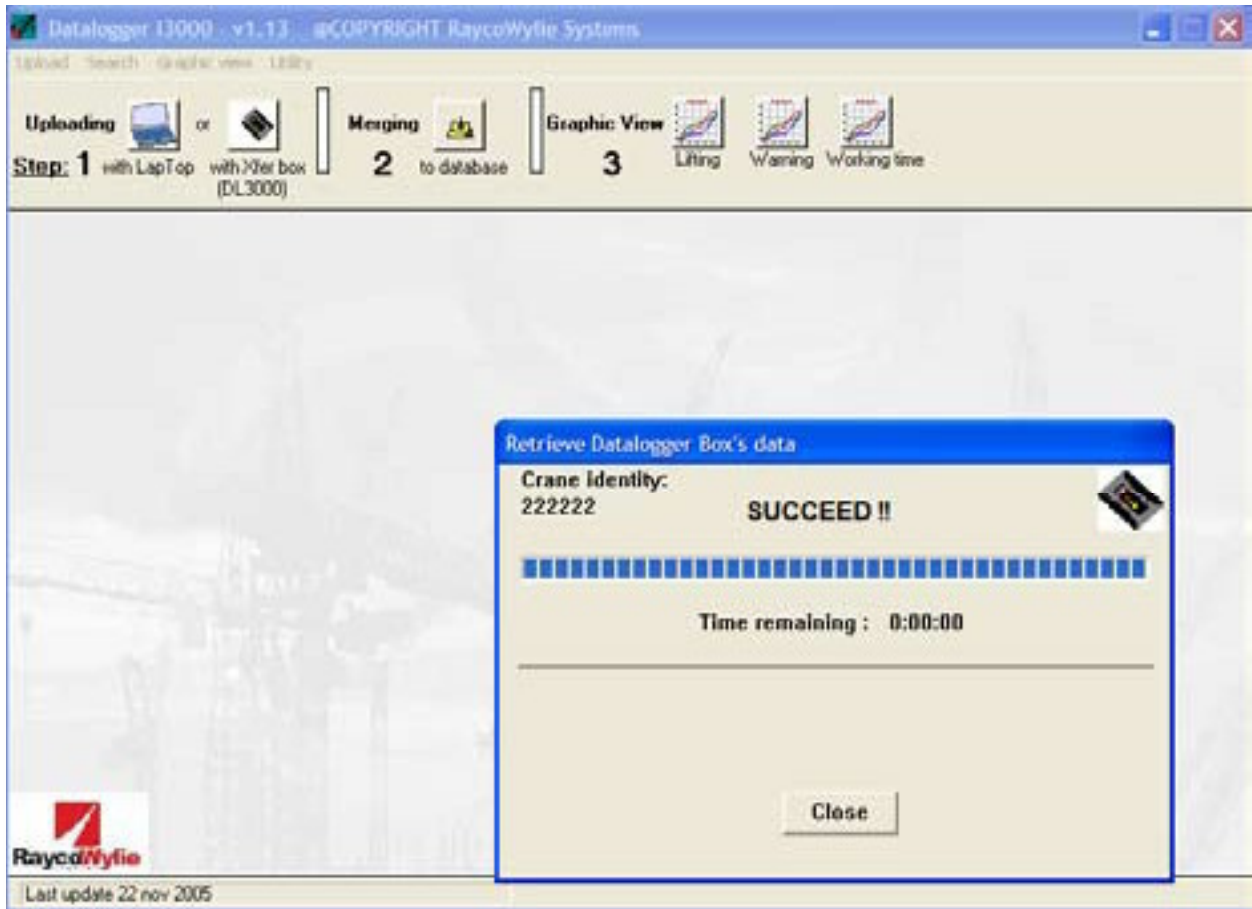 Datalogger I3000 - v1.13 @COPYRIGHT RaycoWylie Systems
Upload Search Graphic view Utility
Uploading or Merging Graphic View
Step: 1 with LapTop with Xfer box (DL3000) 2 to database 3 Lifting Warning Working time
Retrieve Datalogger Box's data
Crane identity:
222222 SUCCEED !!
Time remaining : 0:00:00
Close
RaycoWylie
Last update 22 nov 2005